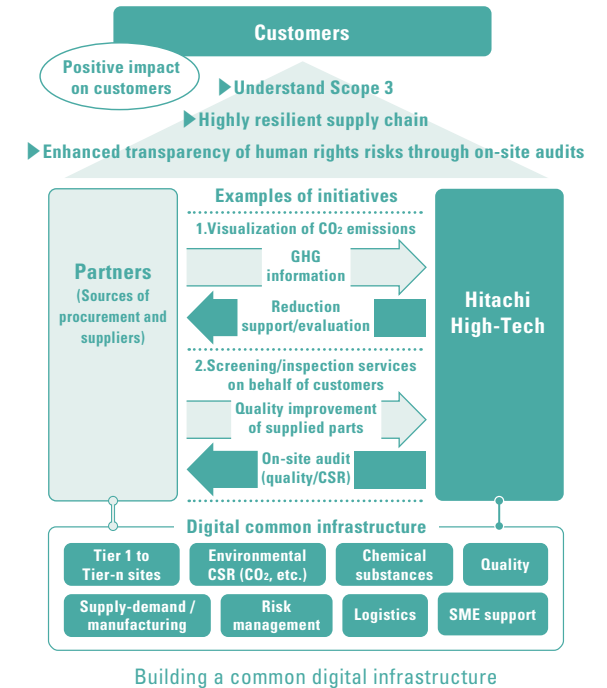 Customers
Positive impact
on customers
▶Understand Scope 3
▶Highly resilient supply chain
▶Enhanced transparency of human rights risks through on-site audits
Examples of initiatives
1.Visualization of CO₂ emissions
GHG
information
Reduction
support/evaluation
2.Screening/inspection services
on behalf of customers
Quality improvement
of supplied parts
On-site audit
(quality/CSR)
Partners
(Sources of
procurement and
suppliers)
Hitachi
High-Tech
Digital common infrastructure
Tier 1 to
Tier-n sites
Environmental
CSR (CO₂, etc.)
Chemical
substances
Quality
Supply-demand /
manufacturing
Risk
management
Logistics
SME support
Building a common digital infrastructure